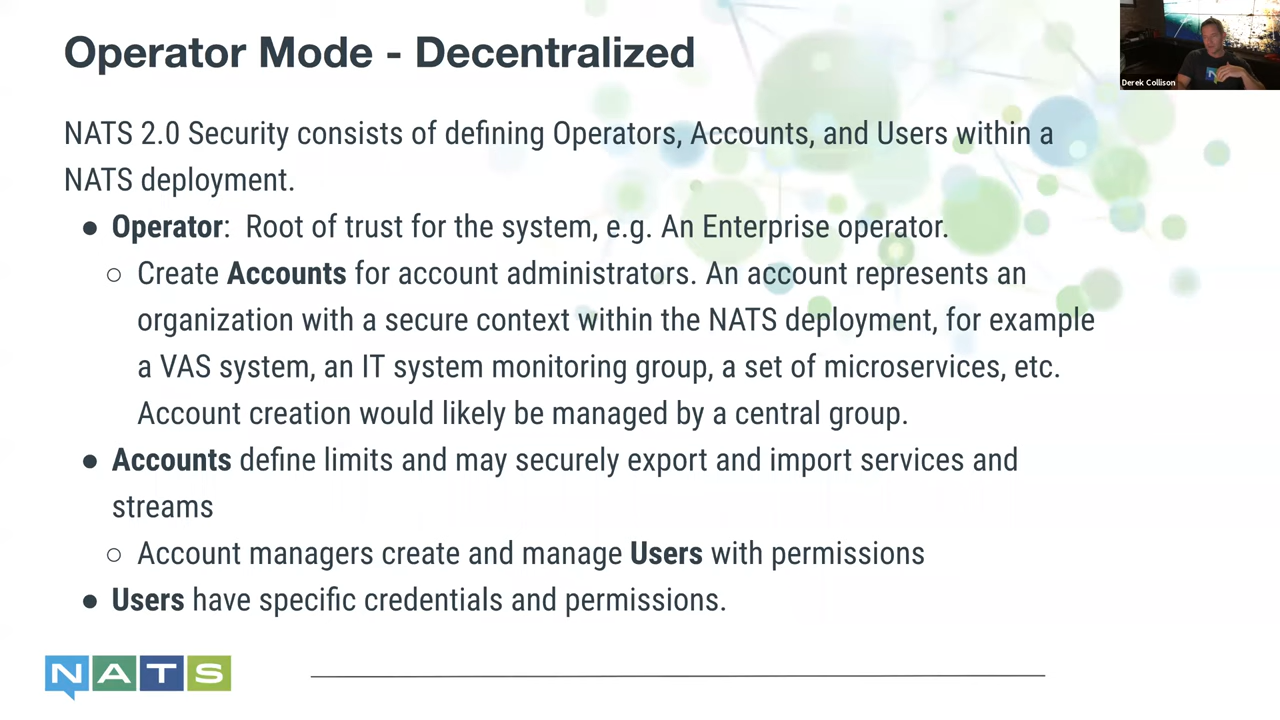 Operator Mode - Decentralized
Derek Collison
NATS 2.0 Security consists of defining Operators, Accounts, and Users within a
NATS deployment.
● Operator: Root of trust for the system, e.g. An Enterprise operator.
○ Create Accounts for account administrators. An account represents an
organization with a secure context within the NATS deployment, for example
a VAS system, an IT system monitoring group, a set of microservices, etc.
Account creation would likely be managed by a central group.
● Accounts define limits and may securely export and import services and
streams
○ Account managers create and manage Users with permissions
● Users have specific credentials and permissions.
NATS